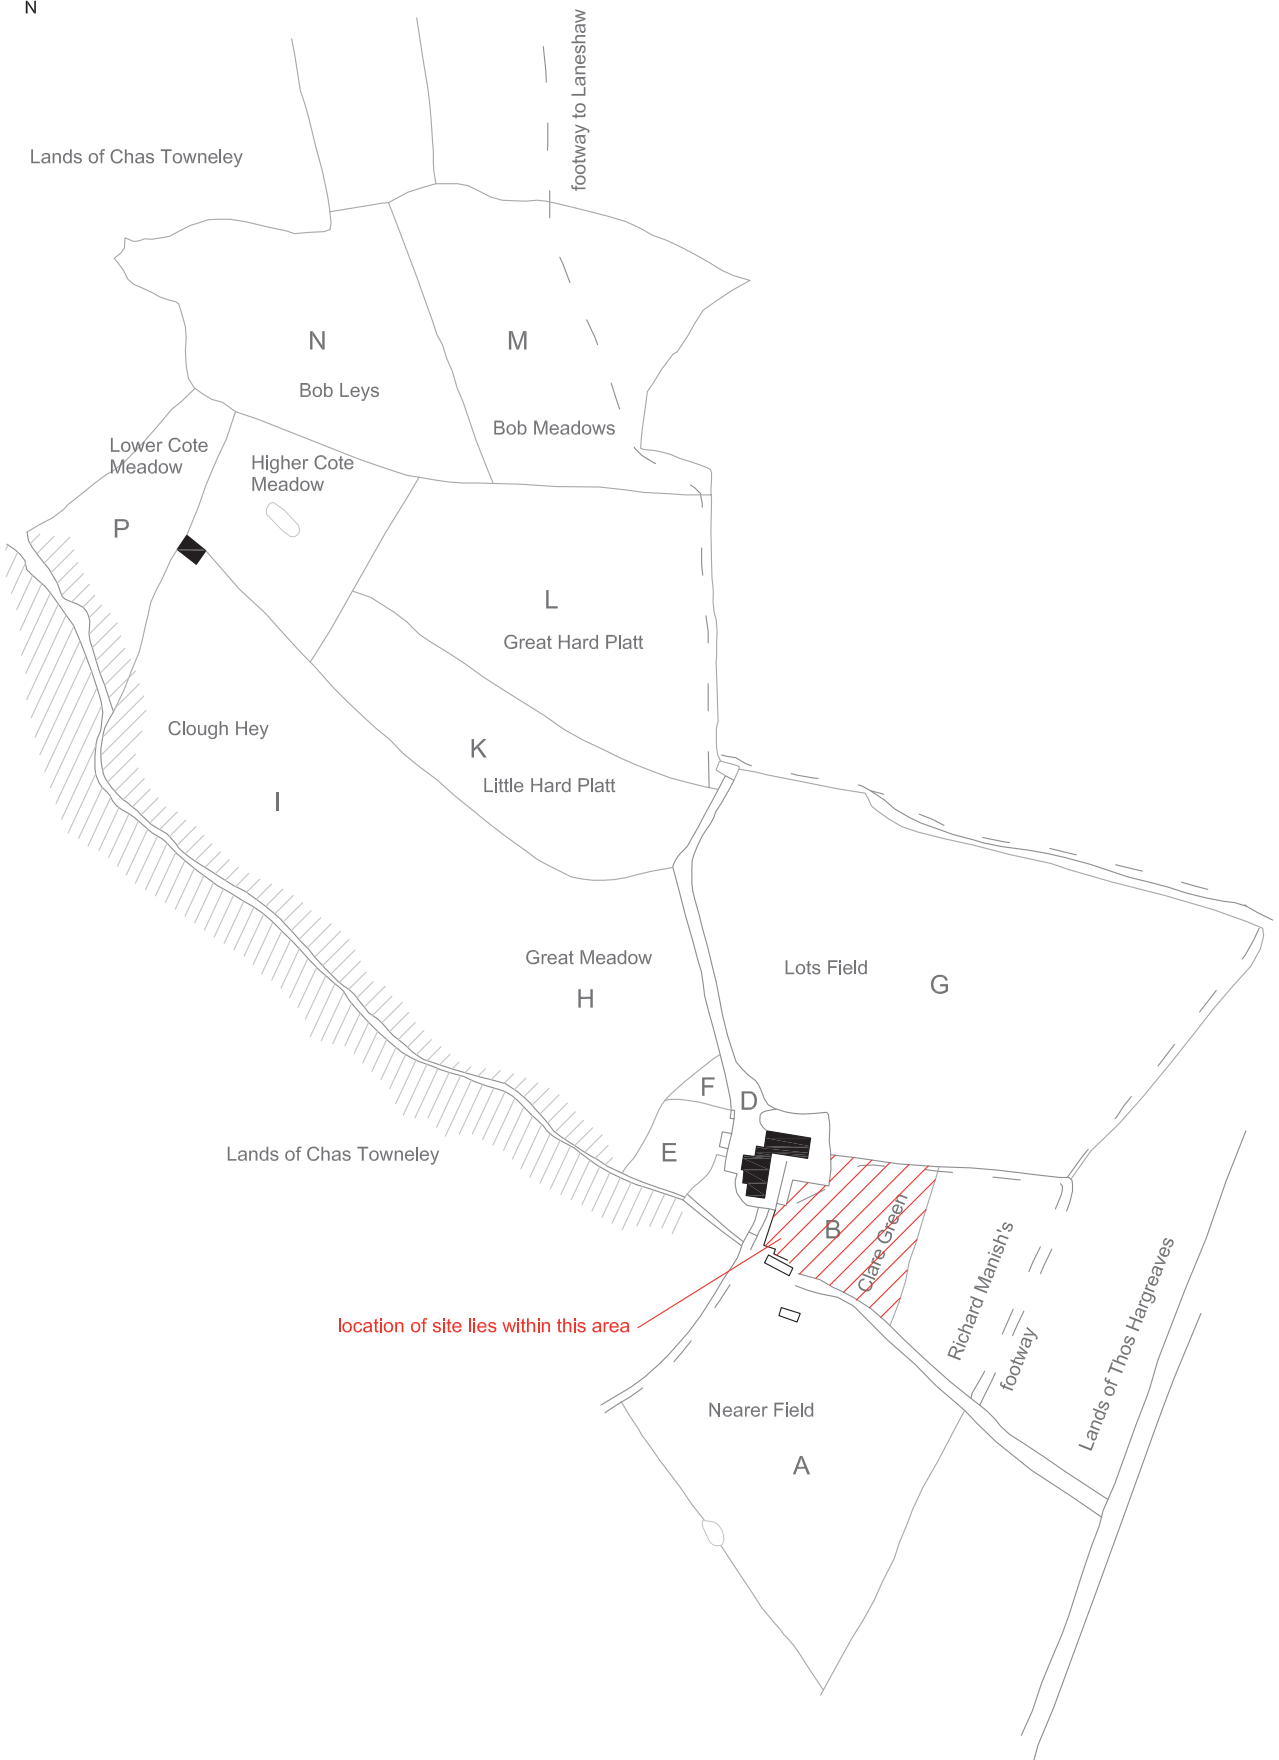 N
footway to Laneshaw
Lands of Chas Towneley
N
M
Bob Leys
Bob Meadows
Lower Cote
Meadow
Higher Cote
Meadow
P
L
Great Hard Platt
Clough Hey
K
Little Hard Platt
I
Great Meadow
H
Lots Field
G
F
D
E
Lands of Chas Towneley
B
Clare Green
Richard Manish's
footway
Lands of Thos Hargreaves
location of site lies within this area
Nearer Field
A